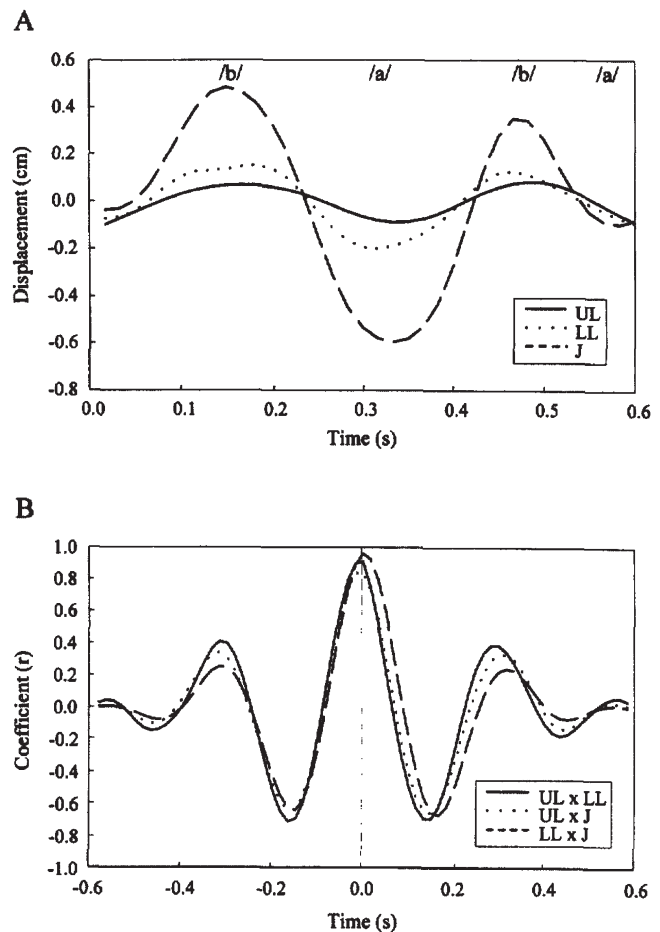 A
/b/ /a/ /b/ /a/
0.6
0.4
0.2
0.0
-0.2
-0.4
-0.6
-0.8
Displacement (cm)
UL
LL
J
0.0 0.1 0.2 0.3 0.4 0.5 0.6
Time (s)
B
1.0
0.8
0.6
0.4
0.2
0.0
-0.2
-0.4
-0.6
-0.8
-1.0
Coefficient (r)
UL x LL
UL x J
LL x J
-0.6 -0.4 -0.2 0.0 0.2 0.4 0.6
Time (s)